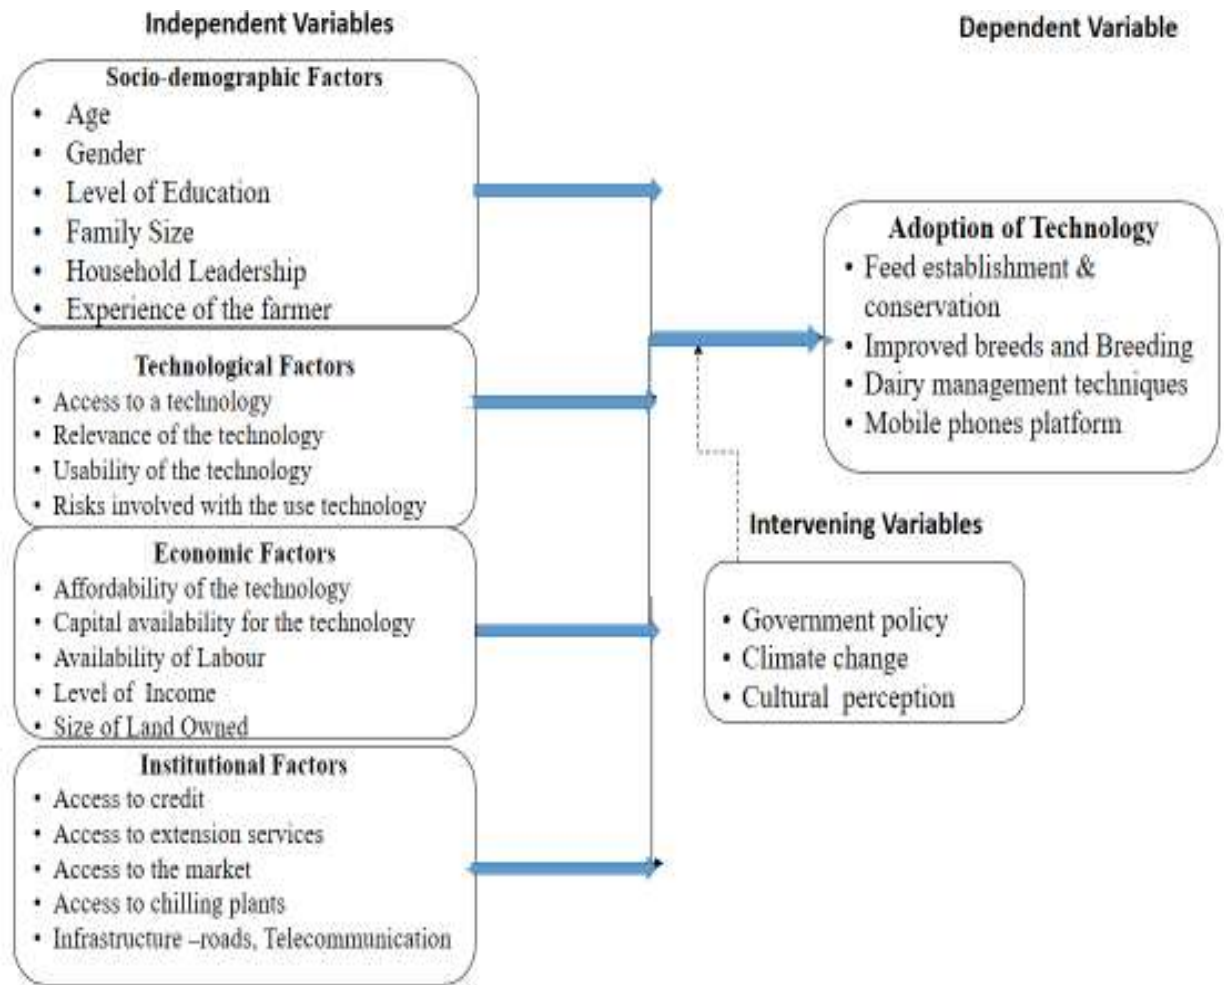 Independent Variables
Dependent Variable
Socio-demographic Factors
• Age
• Gender
• Level of Education
• Family Size
• Household Leadership
• Experience of the farmer
Technological Factors
• Access to a technology
• Relevance of the technology
• Usability of the technology
• Risks involved with the use technology
Economic Factors
• Affordability of the technology
• Capital availability for the technology
• Availability of Labour
• Level of Income
• Size of Land Owned
Institutional Factors
• Access to credit
• Access to extension services
• Access to the market
• Access to chilling plants
• Infrastructure –roads, Telecommunication
Adoption of Technology
• Feed establishment &
conservation
• Improved breeds and Breeding
• Dairy management techniques
• Mobile phones platform
Intervening Variables
• Government policy
• Climate change
• Cultural perception